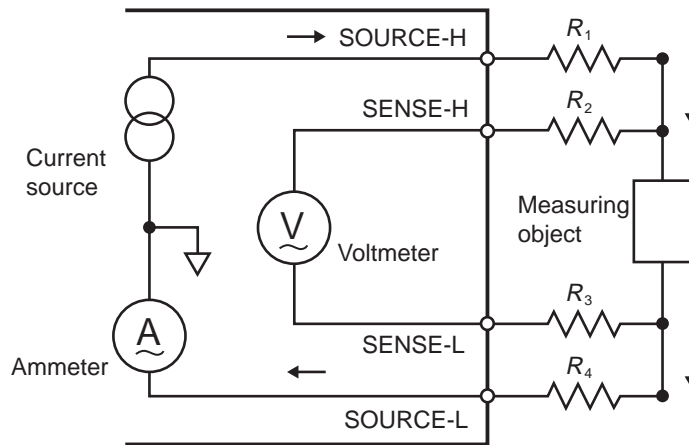 SOURCE-H
R1
SENSE-H
R2
Current
source
V
Voltmeter
Measuring
object
A
Ammeter
SENSE-L
R3
SOURCE-L
R4